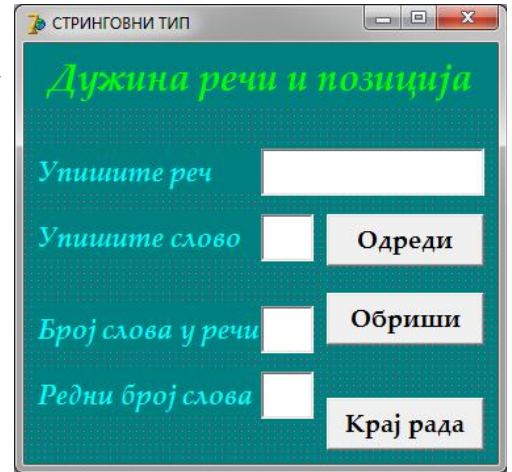 СТРИНГОВНИ ТИП
Дужина речи и позиција
Упишите реч
Упишите слово
Одреди
Обриши
Број слова у речи
Редни број слова
Крај рада